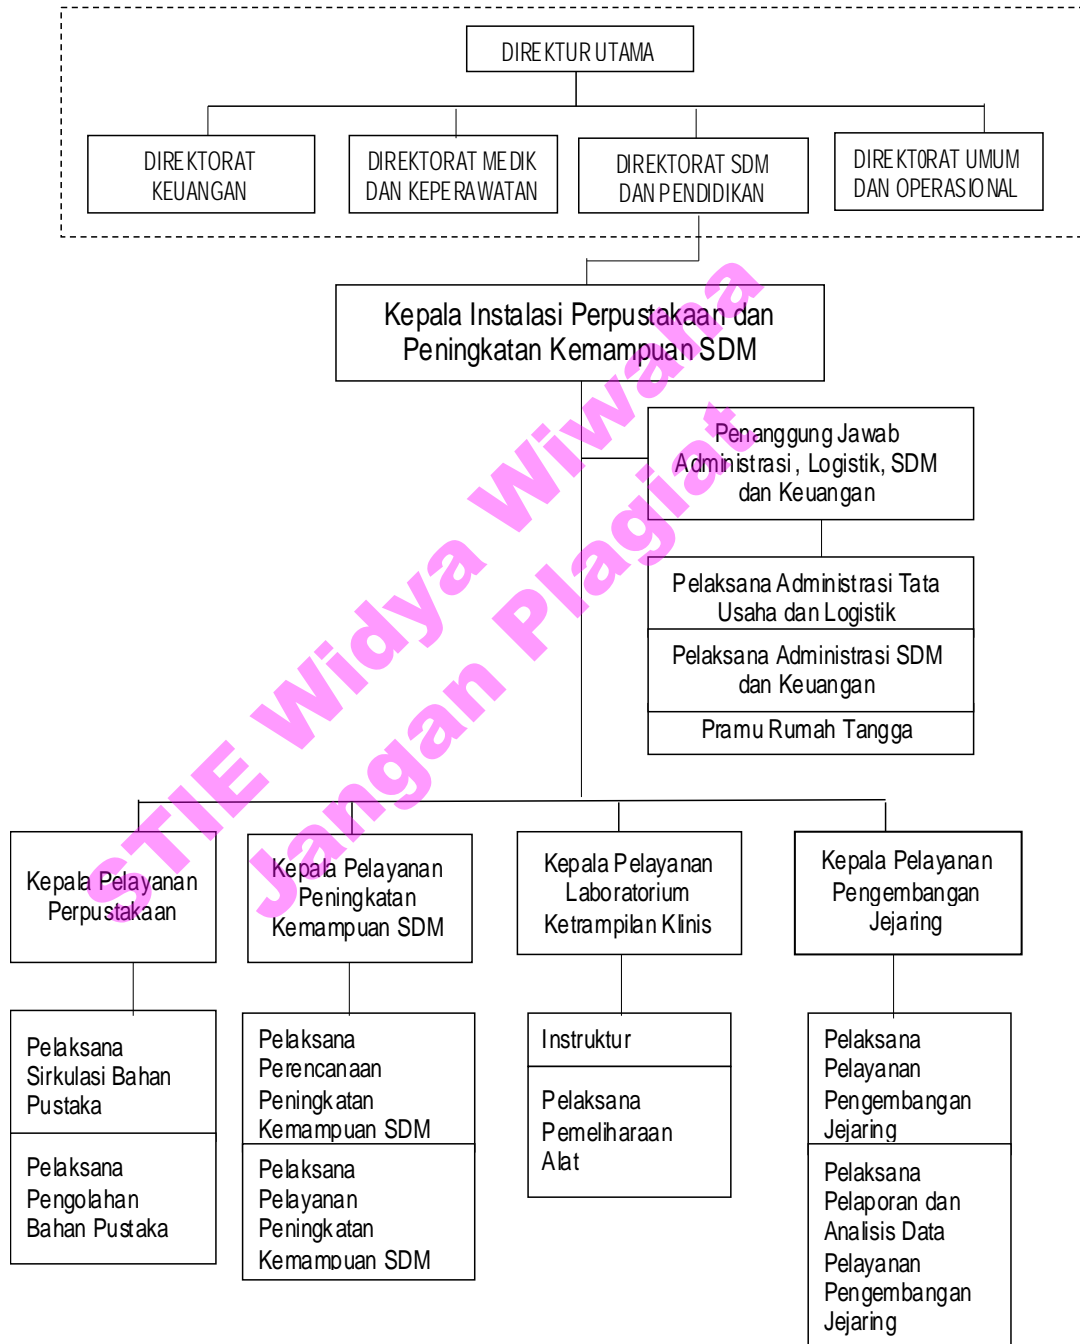 DIREKTUR UTAMA
DIREKTORAT
KEUANGAN
DIREKTORAT MEDIK
DAN KEPERAWATAN
DIREKTORAT SDM
DAN PENDIDIKAN
DIREKTORAT UMUM
DAN OPERASIONAL
Kepala Instalasi Perpustakaan dan
Peningkatan Kemampuan SDM
Penanggung Jawab
Administrasi, Logistik, SDM
dan Keuangan
Pelaksana Administrasi Tata
Usaha dan Logistik
Pelaksana Administrasi SDM
dan Keuangan
Pramu Rumah Tangga
Kepala Pelayanan
Perpustakaan
Kepala Pelayanan
Peningkatan
Kemampuan SDM
Kepala Pelayanan
Laboratorium
Ketrampilan Klinis
Kepala Pelayanan
Pengembangan
Jejaring
Pelaksana
Sirkulasi Bahan
Pustaka
Pelaksana
Pengolahan
Bahan Pustaka
Pelaksana
Perencanaan
Peningkatan
Kemampuan SDM
Pelaksana
Pelayanan
Peningkatan
Kemampuan SDM
Instruktur
Pelaksana
Pemeliharaan
Alat
Pelaksana
Pelayanan
Pengembangan
Jejaring
Pelaksana
Pelaporan dan
Analisis Data
Pelayanan
Pengembangan
Jejaring
STIE Widya Wiwaha
Jangan Plagiat